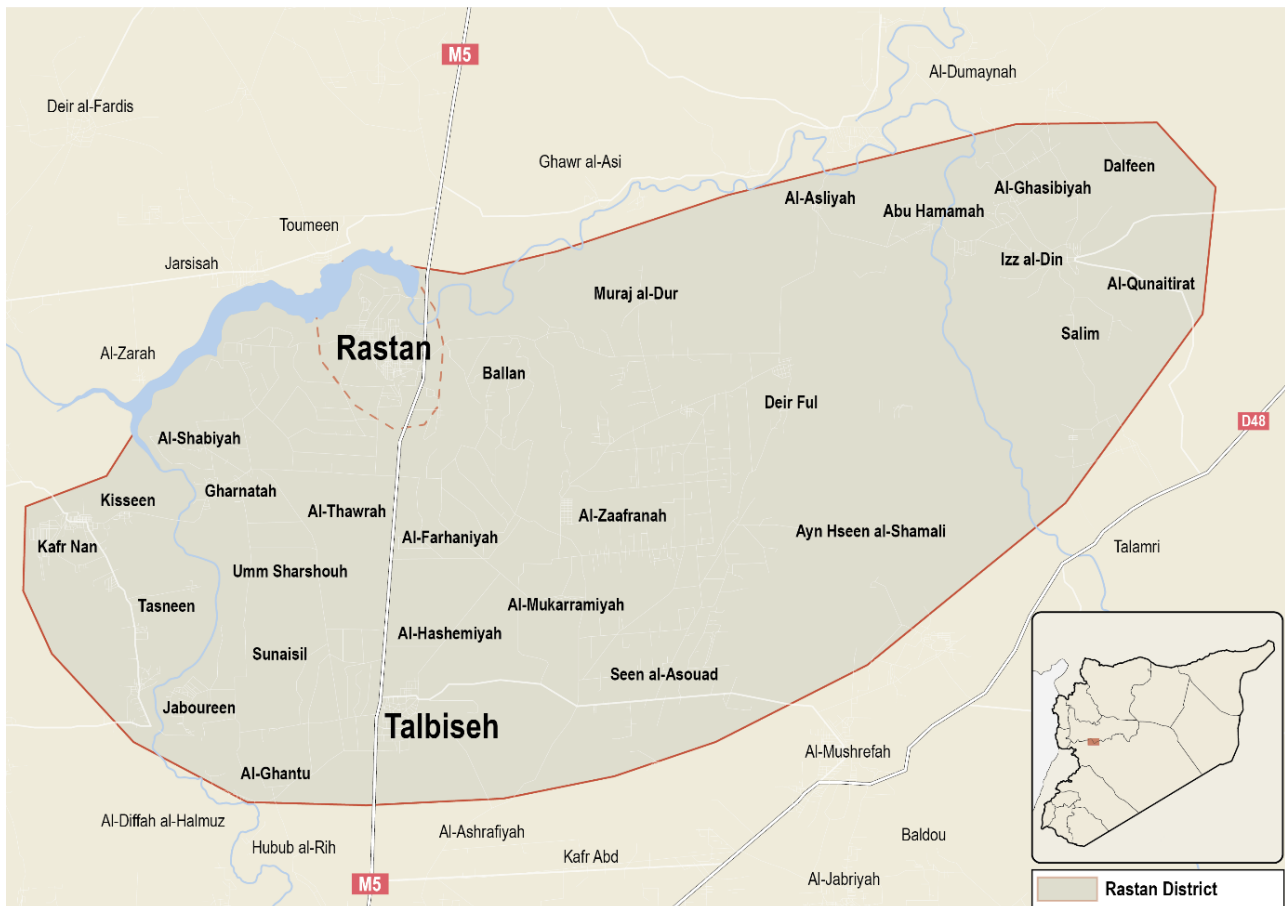 M5
Al-Dumaynah
Deir al-Fardis
Ghawr al-Asi
Dalfeen
Al-Ghasibiyah
Al-Asliyah
Abu Hamamah
Toumeen
Jarsisah
Izz al-Din
Al-Qunaitirat
Muraj al-Dur
Salim
Rastan
Al-Zarah
Ballan
Deir Ful
D48
Al-Shabiyah
Gharnatah
Kisseen
Al-Thawrah
Al-Zaafranah
Al-Farhaniyah
Ayn Hseen al-Shamali
Kafr Nan
Talamri
Umm Sharshouh
Tasneen
Al-Mukarramiyah
Al-Hashemiyah
Sunaisil
Seen al-Asouad
Jaboureen
Talbiseh
Al-Mushrefah
Al-Ghantu
Al-Diffah al-Halmuz
Al-Ashrafiyah
Baldou
Hubub al-Rih
Kafr Abd
M5
Al-Jabriyah
Rastan District